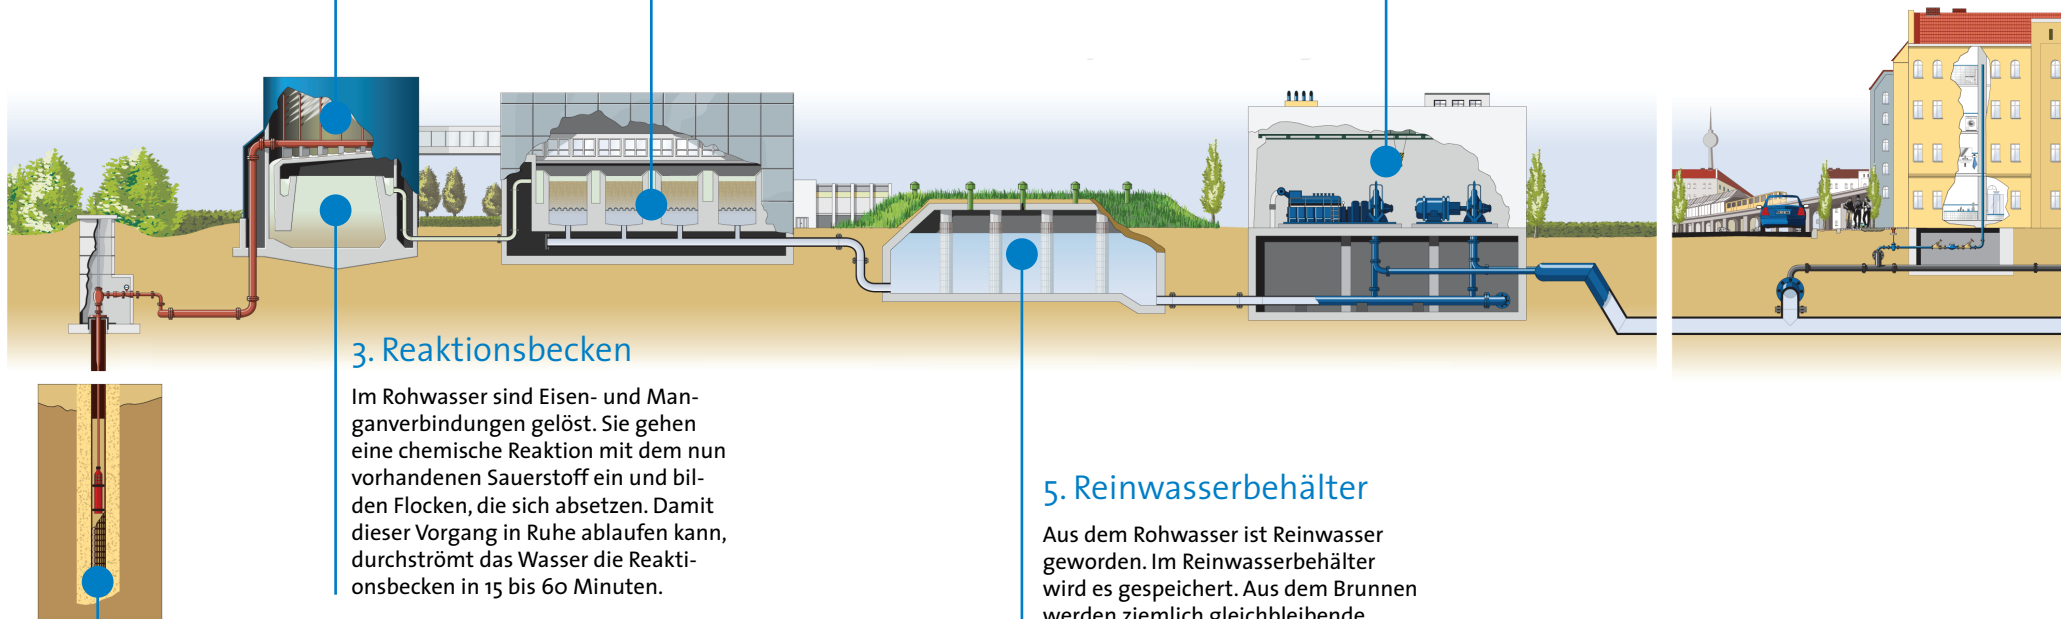 3. Reaktionsbecken
Im Rohwasser sind Eisen- und Man-
ganverbindungen gelöst. Sie gehen
eine chemische Reaktion mit dem nun
vorhandenen Sauerstoff ein und bil-
den Flocken, die sich absetzen. Damit
dieser Vorgang in Ruhe ablaufen kann,
durchströmt das Wasser die Reakti-
onsbecken in 15 bis 60 Minuten.
5. Reinwasserbehälter
Aus dem Rohwasser ist Reinwasser
geworden. Im Reinwasserbehälter
wird es gespeichert. Aus dem Brunnen
werden ziemlich gleichbleibende